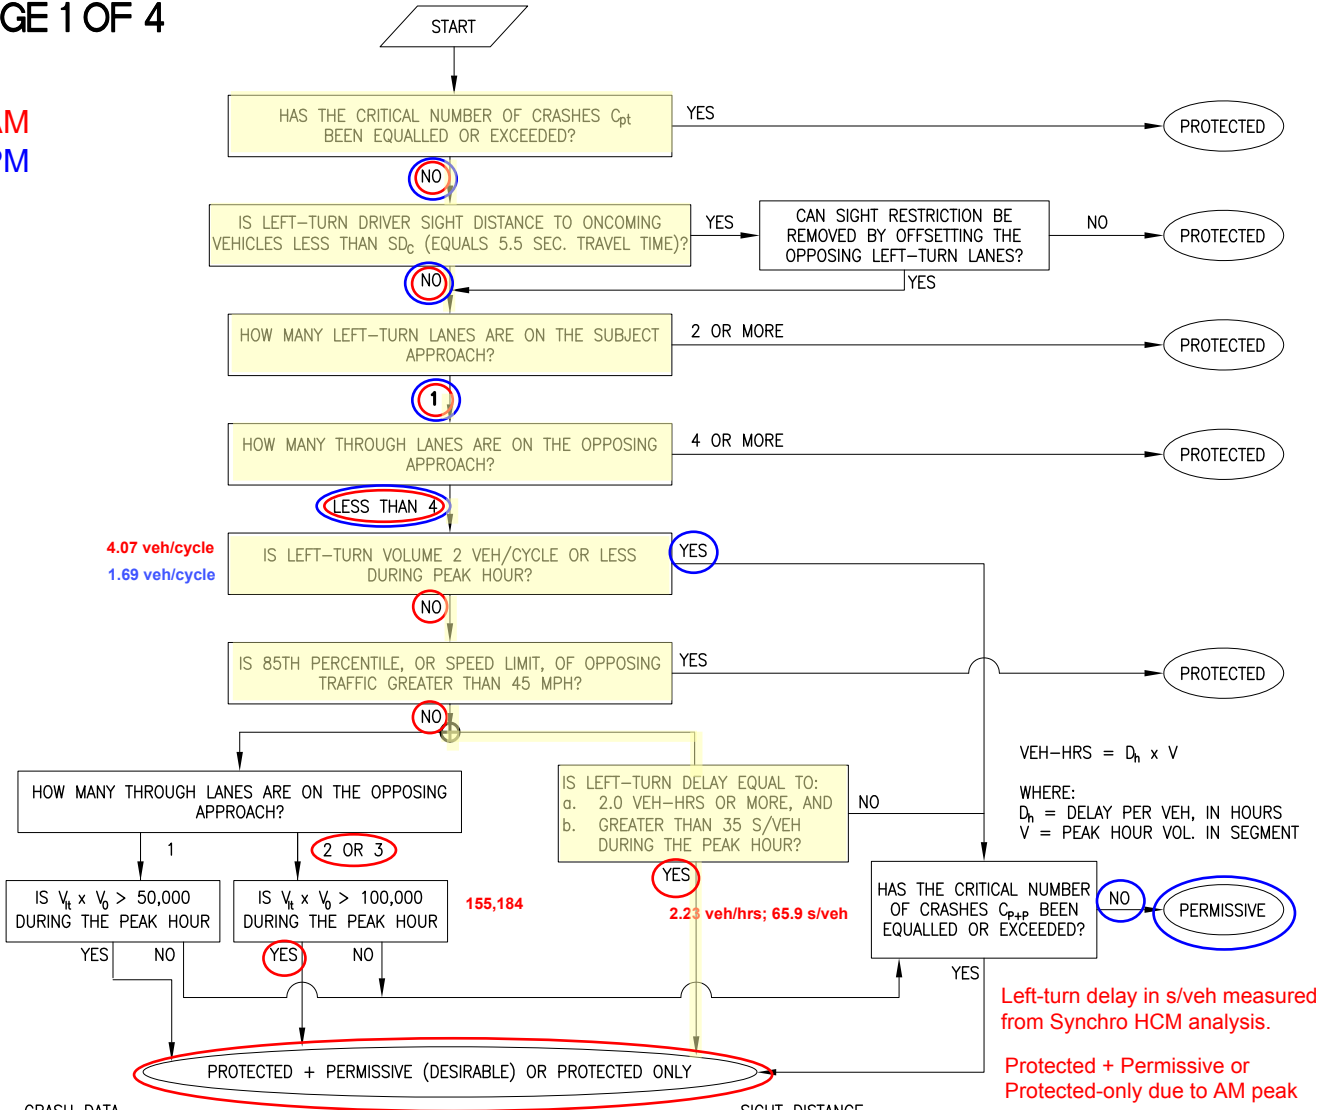 GE 1 OF 4
START
AM
PM
HAS THE CRITICAL NUMBER OF CRASHES Cpt
BEEN EQUALLED OR EXCEEDED?
YES
PROTECTED
NO
IS LEFT-TURN DRIVER SIGHT DISTANCE TO ONCOMING
VEHICLES LESS THAN SDC (EQUALS 5.5 SEC. TRAVEL TIME)?
YES
CAN SIGHT RESTRICTION BE
REMOVED BY OFFSETTING THE
OPPOSING LEFT-TURN LANES?
NO
PROTECTED
NO
YES
HOW MANY LEFT-TURN LANES ARE ON THE SUBJECT
APPROACH?
2 OR MORE
PROTECTED
1
HOW MANY THROUGH LANES ARE ON THE OPPOSING
APPROACH?
4 OR MORE
PROTECTED
LESS THAN 4
4.07 veh/cycle
1.69 veh/cycle
IS LEFT-TURN VOLUME 2 VEH/CYCLE OR LESS
DURING PEAK HOUR?
YES
NO
IS 85TH PERCENTILE, OR SPEED LIMIT, OF OPPOSING
TRAFFIC GREATER THAN 45 MPH?
YES
PROTECTED
NO
HOW MANY THROUGH LANES ARE ON THE OPPOSING
APPROACH?
IS LEFT-TURN DELAY EQUAL TO:
a. 2.0 VEH-HRS OR MORE, AND
b. GREATER THAN 35 S/VEH
DURING THE PEAK HOUR?
NO
VEH-HRS = Dh x V
WHERE:
Dh = DELAY PER VEH, IN HOURS
V = PEAK HOUR VOL. IN SEGMENT
1
2 OR 3
YES
IS Vlt x Vo > 50,000
DURING THE PEAK HOUR
IS Vlt x Vo > 100,000
DURING THE PEAK HOUR
155,184
2.23 veh/hrs; 65.9 s/veh
HAS THE CRITICAL NUMBER
OF CRASHES CP+P BEEN
EQUALLED OR EXCEEDED?
NO
PERMISSIVE
YES
NO
YES
NO
YES
Left-turn delay in s/veh measured
from Synchro HCM analysis.
PROTECTED + PERMISSIVE (DESIRABLE) OR PROTECTED ONLY
Protected + Permissive or
Protected-only due to AM peak
CRASH DATA
SIGHT DISTANCE